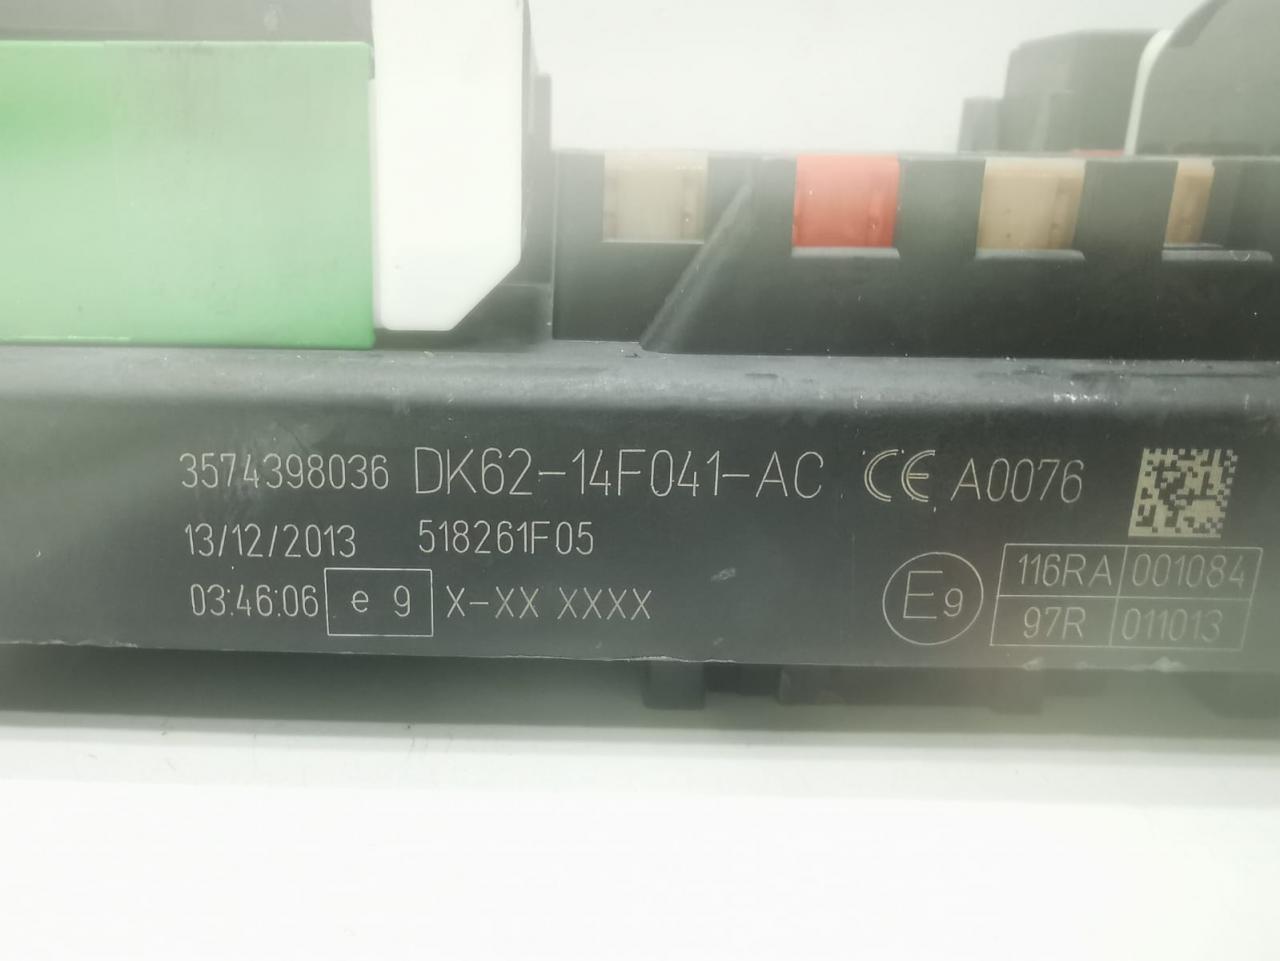 3574398036 DK62-14F041-AC CE A0076
13/12/2013 518261F05
03:46:06 e 9 X-XX XXXX
E9 116RA 001084
97R 011013